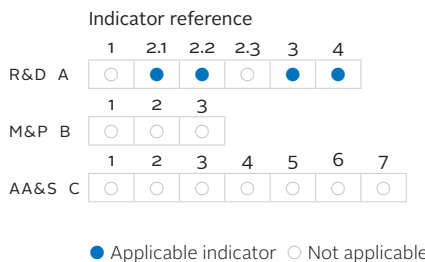 Indicator reference
1 2.1 2.2 2.3 3 4
R&D A
1 2 3
M&P B
1 2 3 4 5 6 7
AA&S C
Applicable indicator Not applicable